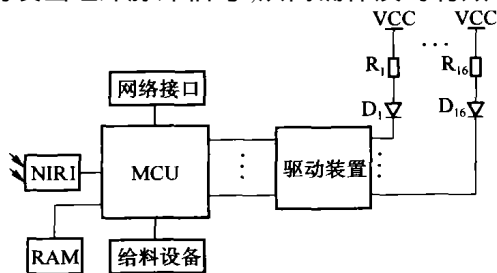 VCC ··· VCC
R1 R16
D1 D16
网络接口
MCU
驱动装置
NIRI
RAM
给料设备